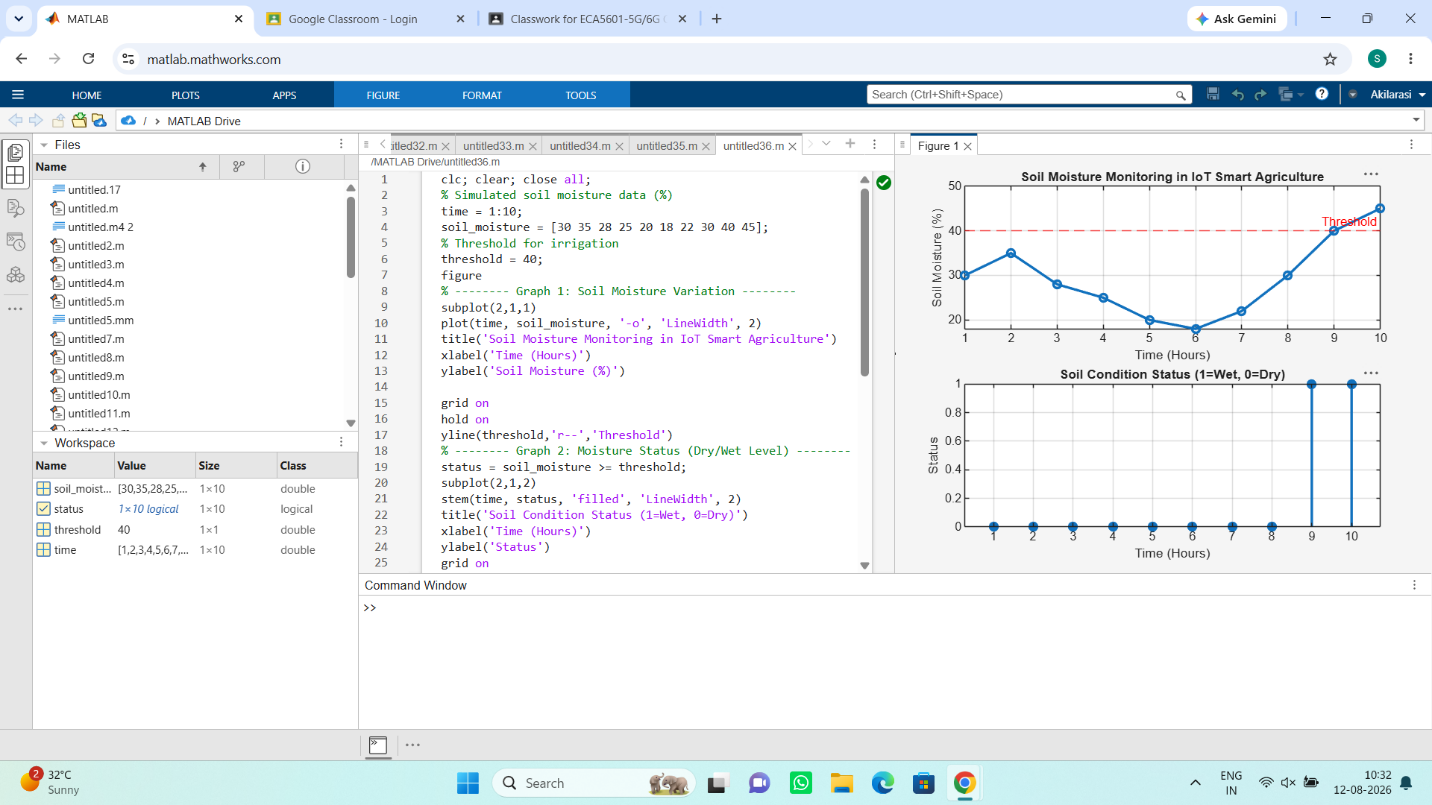 MATLAB
Google Classroom - Login
Classwork for ECA5601-5G/6G
Ask Gemini
matlab.mathworks.com
S
HOME PLOTS APPS FIGURE FORMAT TOOLS
Search (Ctrl+Shift+Space)
Akilarasi
/ > MATLAB Drive
Files
Name
untitled.17
untitled.m
untitled.m4 2
untitled2.m
untitled3.m
untitled4.m
untitled5.m
untitled5.mm
untitled7.m
untitled8.m
untitled9.m
untitled10.m
untitled11.m
Workspace
Name Value Size Class
soil_moist... [30,35,28,25,... 1×10 double
status 1×10 logical 1×10 logical
threshold 40 1×1 double
time [1,2,3,4,5,6,7,... 1×10 double
itled32.m untitled33.m untitled34.m untitled35.m untitled36.m
/MATLAB Drive/untitled36.m
1 clc; clear; close all;
2 % Simulated soil moisture data (%)
3 time = 1:10;
4 soil_moisture = [30 35 28 25 20 18 22 30 40 45];
5 % Threshold for irrigation
6 threshold = 40;
7 figure
8 % -------- Graph 1: Soil Moisture Variation --------
9 subplot(2,1,1)
10 plot(time, soil_moisture, '-o', 'LineWidth', 2)
11 title('Soil Moisture Monitoring in IoT Smart Agriculture')
12 xlabel('Time (Hours)')
13 ylabel('Soil Moisture (%)')
14
15 grid on
16 hold on
17 yline(threshold,'r--','Threshold')
18 % -------- Graph 2: Moisture Status (Dry/Wet Level) --------
19 status = soil_moisture >= threshold;
20 subplot(2,1,2)
21 stem(time, status, 'filled', 'LineWidth', 2)
22 title('Soil Condition Status (1=Wet, 0=Dry)')
23 xlabel('Time (Hours)')
24 ylabel('Status')
25 grid on
Figure 1
Soil Moisture Monitoring in IoT Smart Agriculture
50
40
30
20
Soil Moisture (%)
Threshold
1 2 3 4 5 6 7 8 9 10
Time (Hours)
Soil Condition Status (1=Wet, 0=Dry)
1
0.8
0.6
0.4
0.2
0
Status
1 2 3 4 5 6 7 8 9 10
Time (Hours)
Command Window
>>
2
32°C
Sunny
Search
ENG
IN
10:32
12-08-2026